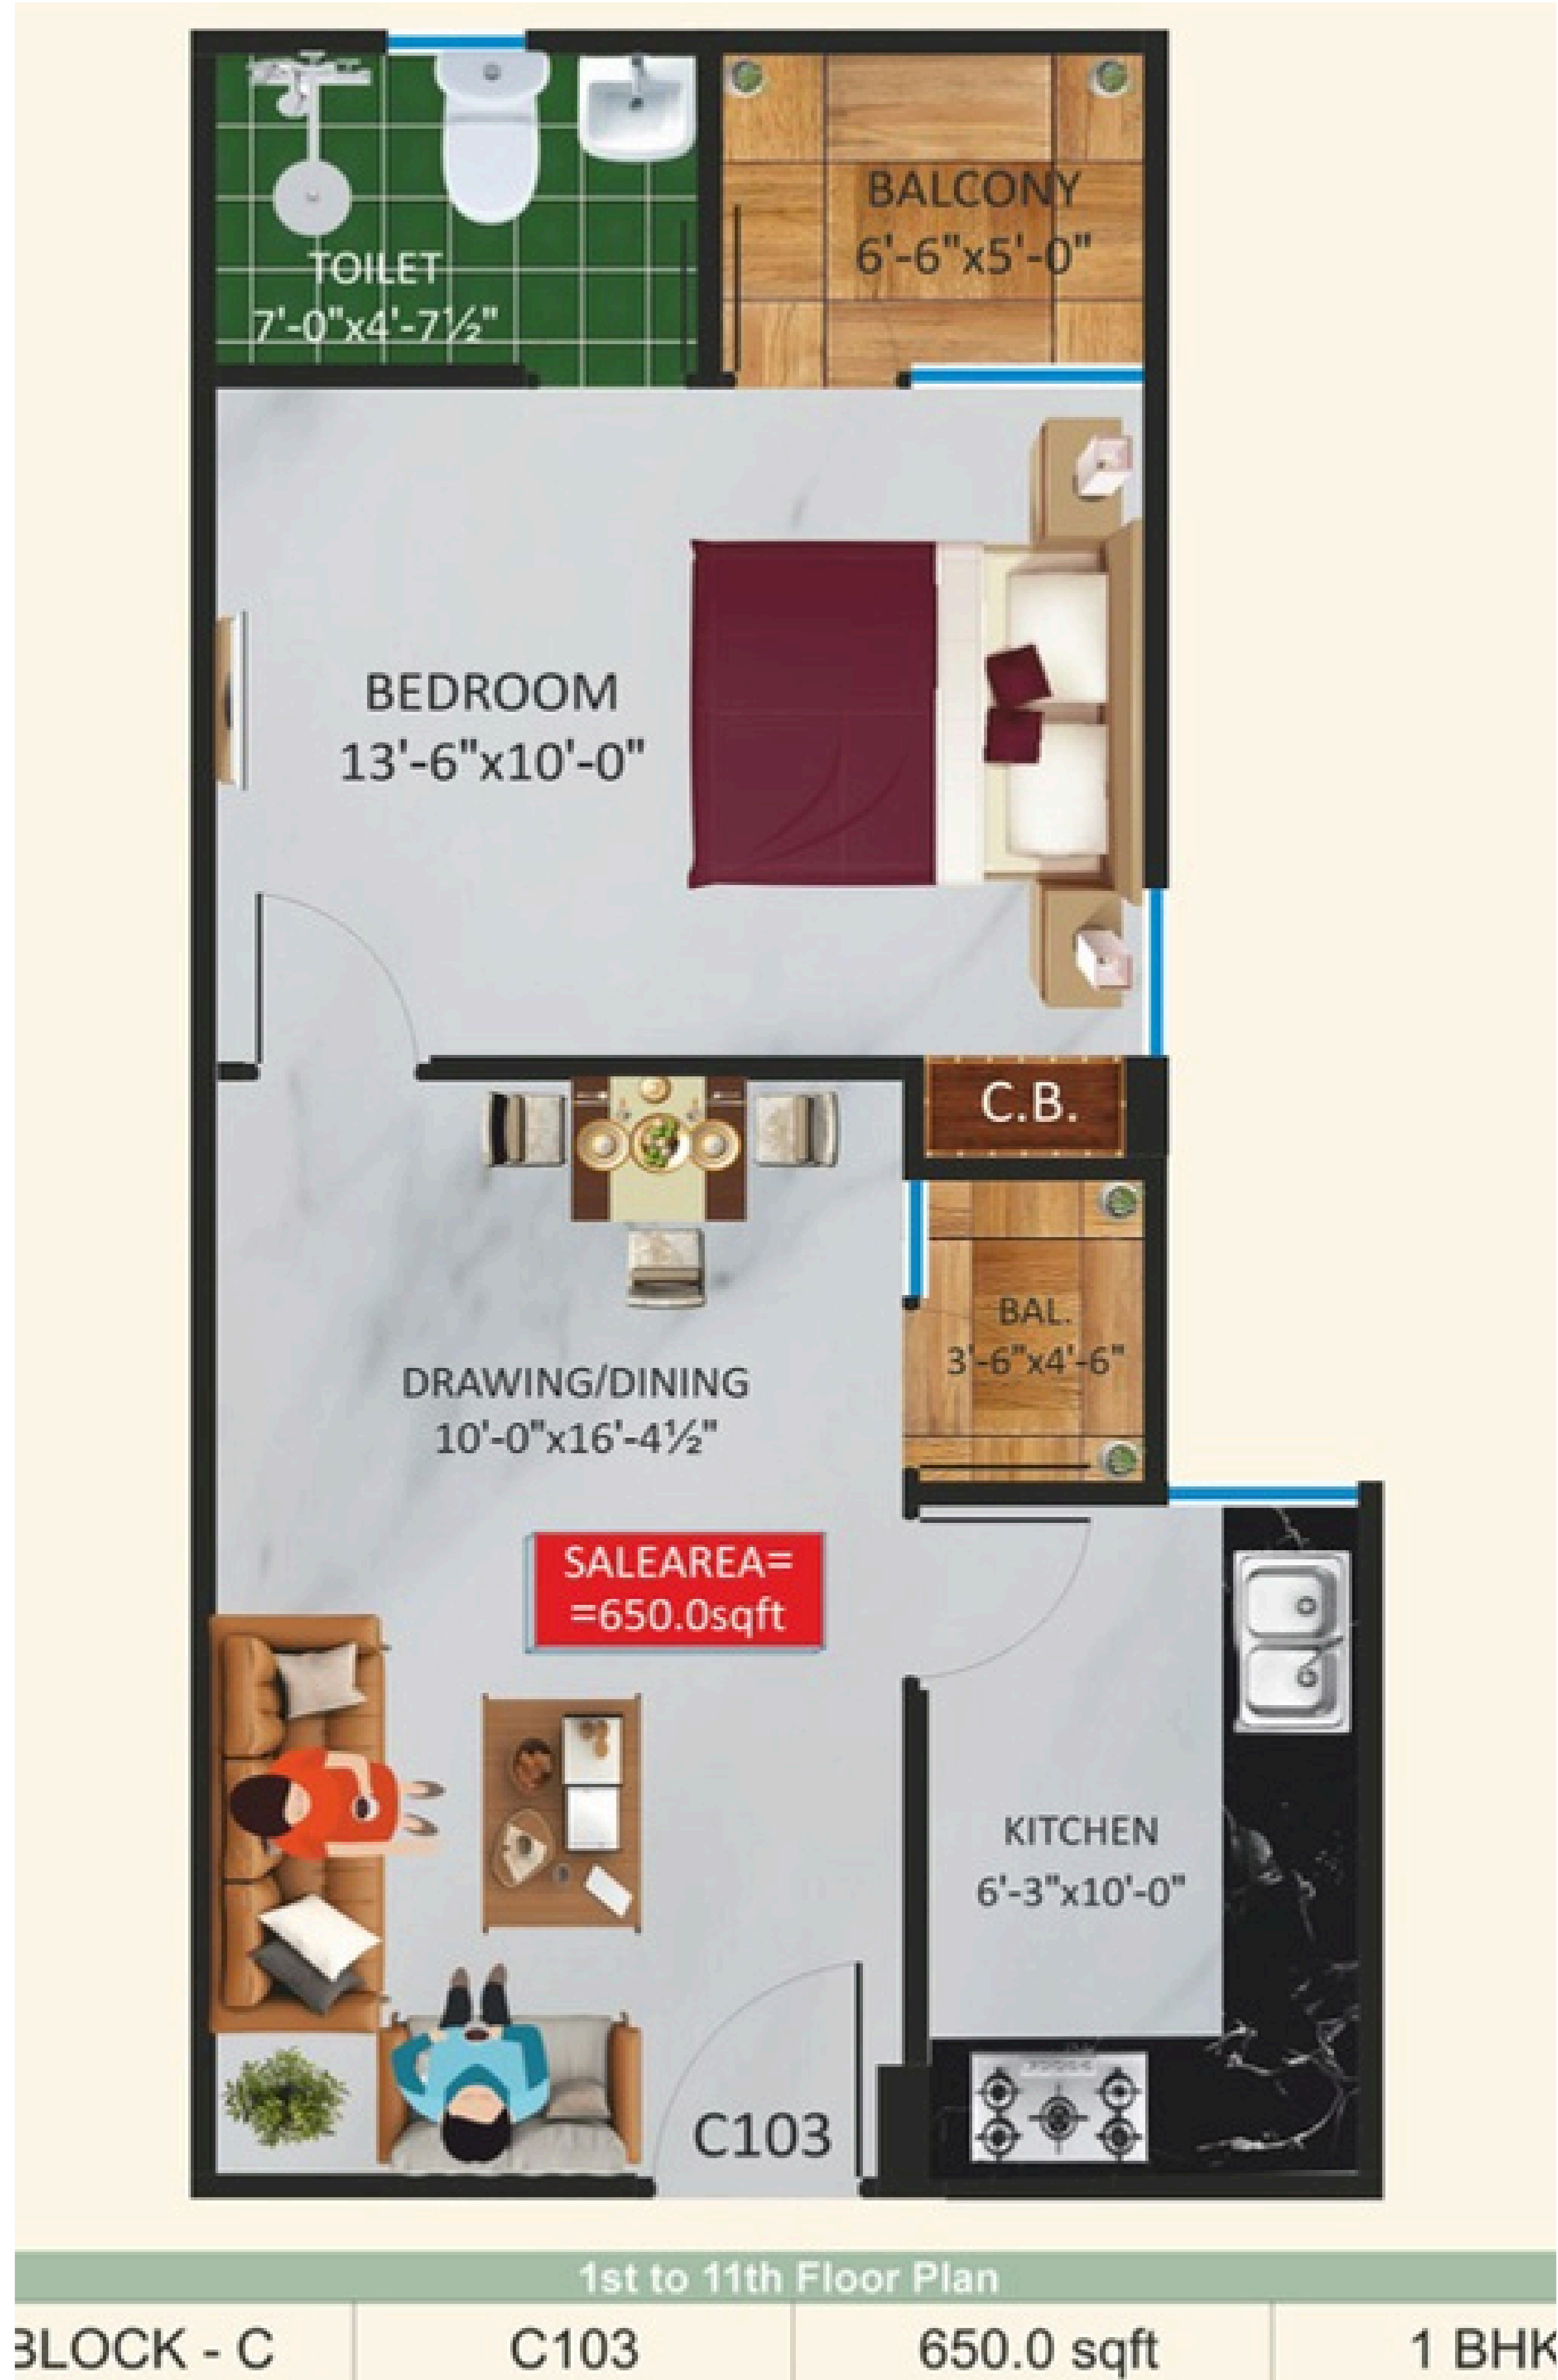 TOILET
7'-0"x4'-7½"
BALCONY
6'-6"x5'-0"
BEDROOM
13'-6"x10'-0"
C.B.
BAL.
3'-6"x4'-6"
DRAWING/DINING
10'-0"x16'-4½"
SALEAREA=
=650.0sqft
KITCHEN
6'-3"x10'-0"
C103
1st to 11th Floor Plan
BLOCK - C C103 650.0 sqft 1 BHK